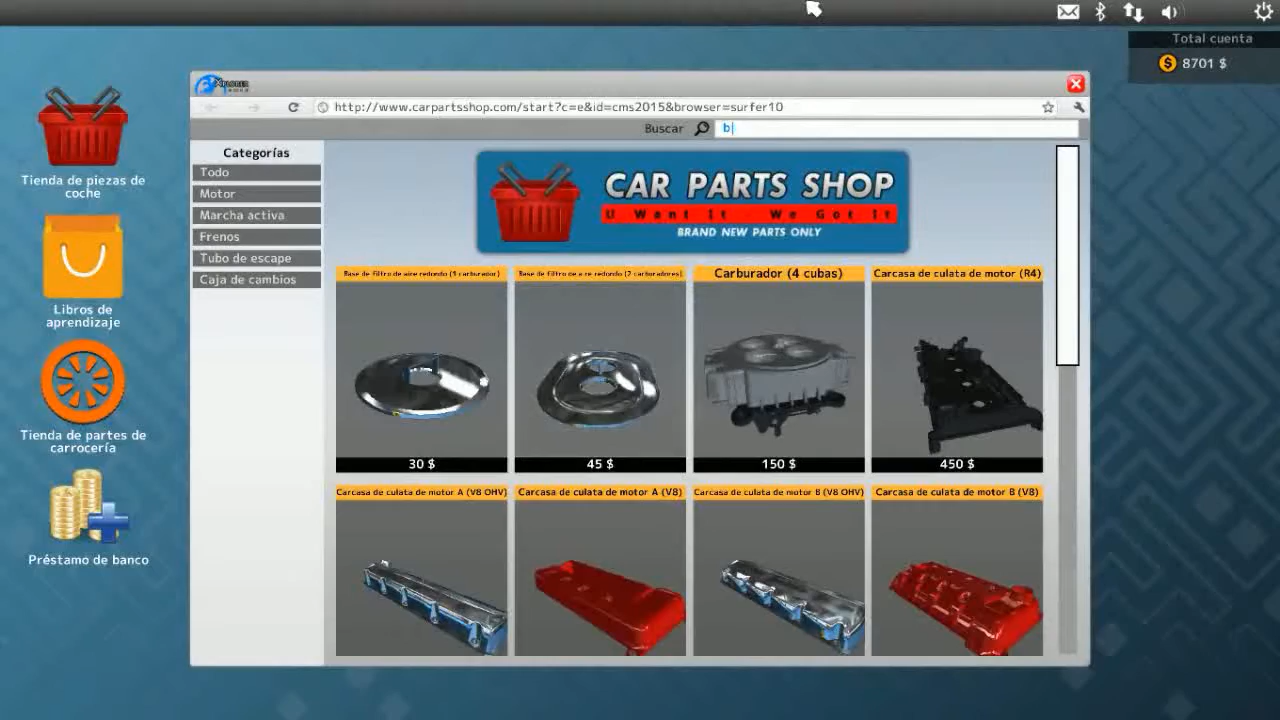 Total cuenta
8701 $
http://www.carpartsshop.com/start?c=e&id=cms2015&browser=surfer10
Buscar
b
Categorías
Todo
Motor
Marcha activa
Frenos
Tubo de escape
Caja de cambios
CAR PARTS SHOP
U Want It We Got It
BRAND NEW PARTS ONLY
Tienda de piezas de
coche
Libros de
aprendizaje
Tienda de partes de
carrocería
Préstamo de banco
Base de filtro de aire redondo (1 carburador)
Base de filtro de aire redondo (2 carburadores)
Carburador (4 cubas)
Carcasa de culata de motor (R4)
30 $
45 $
150 $
450 $
Carcasa de culata de motor A (V8 OHV)
Carcasa de culata de motor A (V8)
Carcasa de culata de motor B (V8 OHV)
Carcasa de culata de motor B (V8)